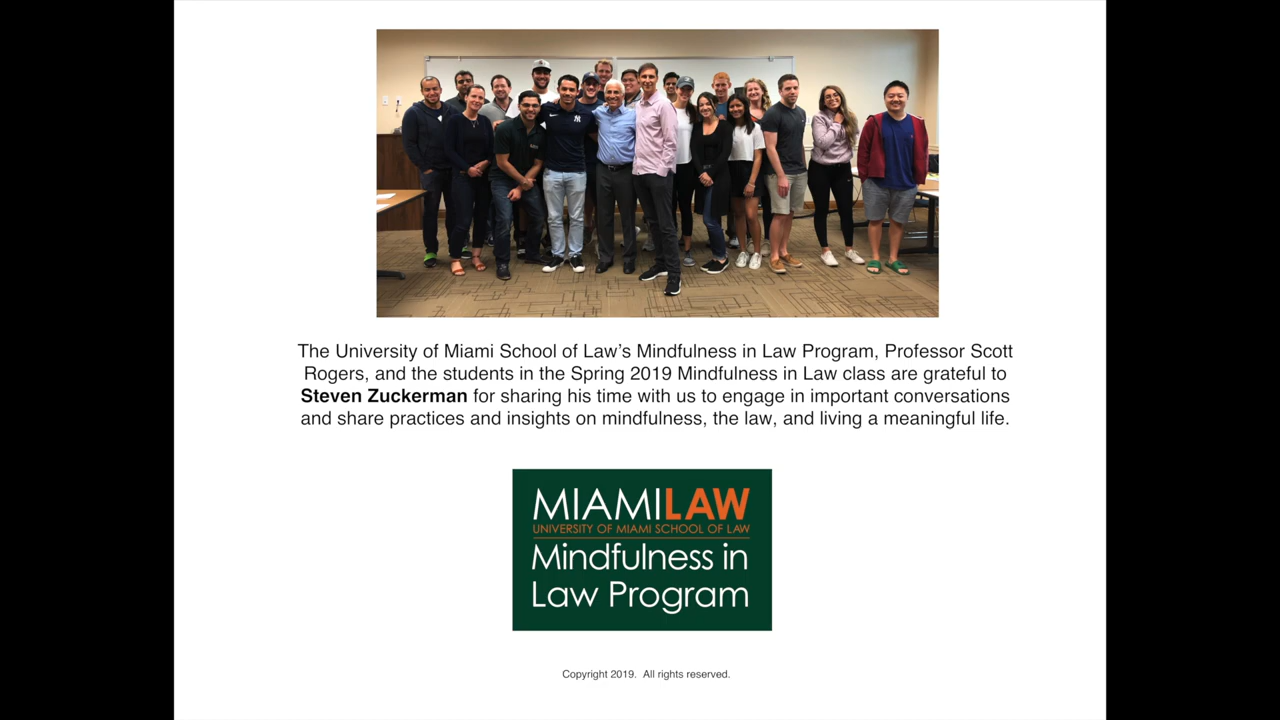 The University of Miami School of Law's Mindfulness in Law Program, Professor Scott
Rogers, and the students in the Spring 2019 Mindfulness in Law class are grateful to
Steven Zuckerman for sharing his time with us to engage in important conversations
and share practices and insights on mindfulness, the law, and living a meaningful life.
MIAMILAW
UNIVERSITY OF MIAMI SCHOOL OF LAW
Mindfulness in
Law Program
Copyright 2019.  All rights reserved.